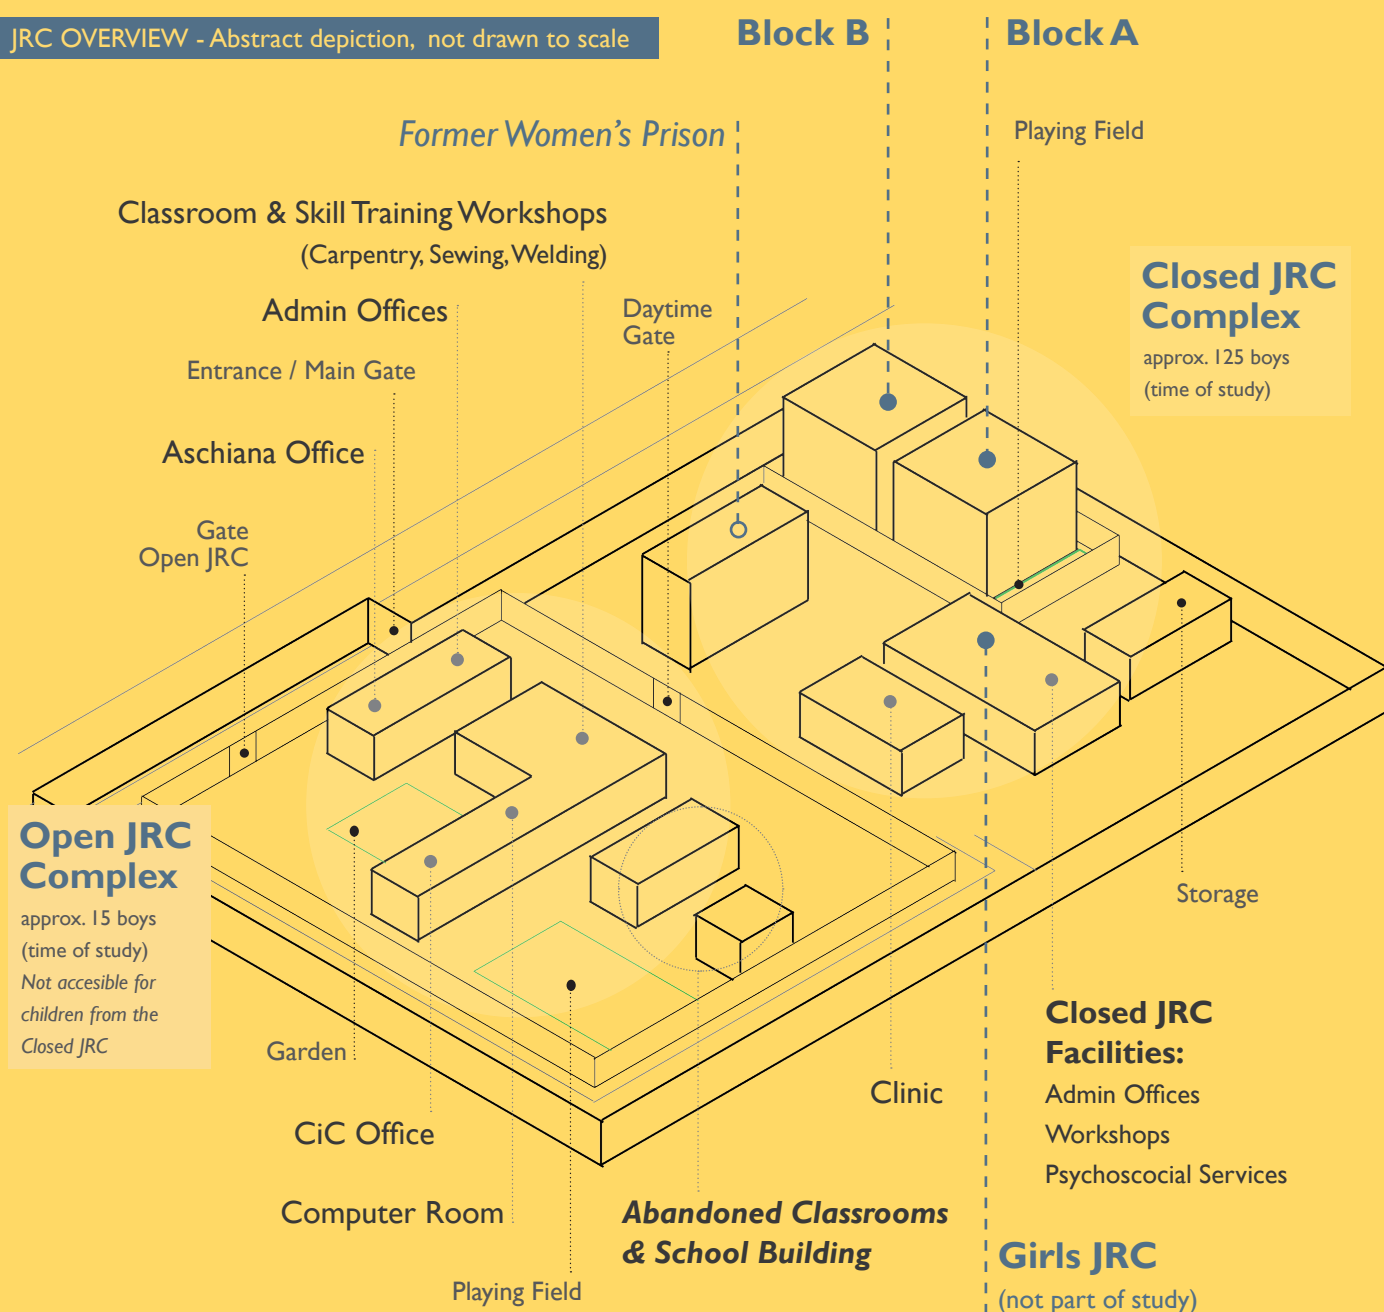 JRC OVERVIEW - Abstract depiction, not drawn to scale
Block B
Block A
Former Women's Prison
Playing Field
Classroom & Skill Training Workshops
(Carpentry, Sewing, Welding)
Closed JRC
Complex
approx. 125 boys
(time of study)
Admin Offices
Daytime
Gate
Entrance / Main Gate
Aschiana Office
Gate
Open JRC
Open JRC
Complex
approx. 15 boys
(time of study)
Not accesible for
children from the
Closed JRC
Storage
Garden
Closed JRC
Facilities:
Admin Offices
Workshops
Psychoscocial Services
Clinic
CiC Office
Computer Room
Abandoned Classrooms
& School Building
Playing Field
Girls JRC
(not part of study)